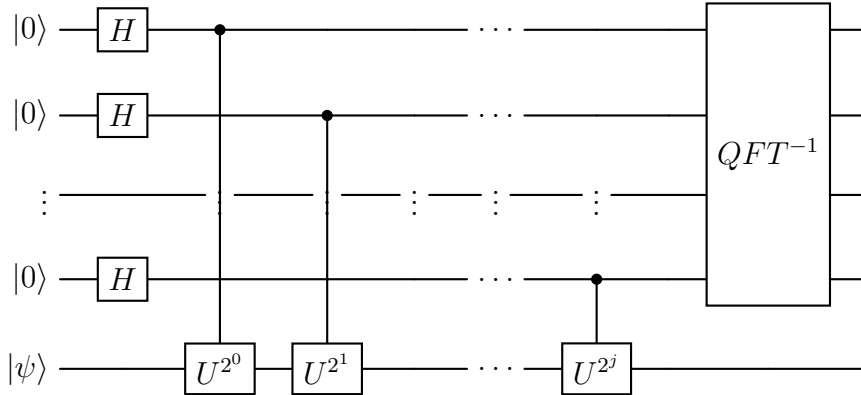 |0⟩ H ⋯ QFT⁻¹
|0⟩ H ⋯
⋮ ⋮ ⋮ ⋮ ⋮ ⋮
|0⟩ H ⋯
|ψ⟩ U^{2^0} U^{2^1} ⋯ U^{2^j}